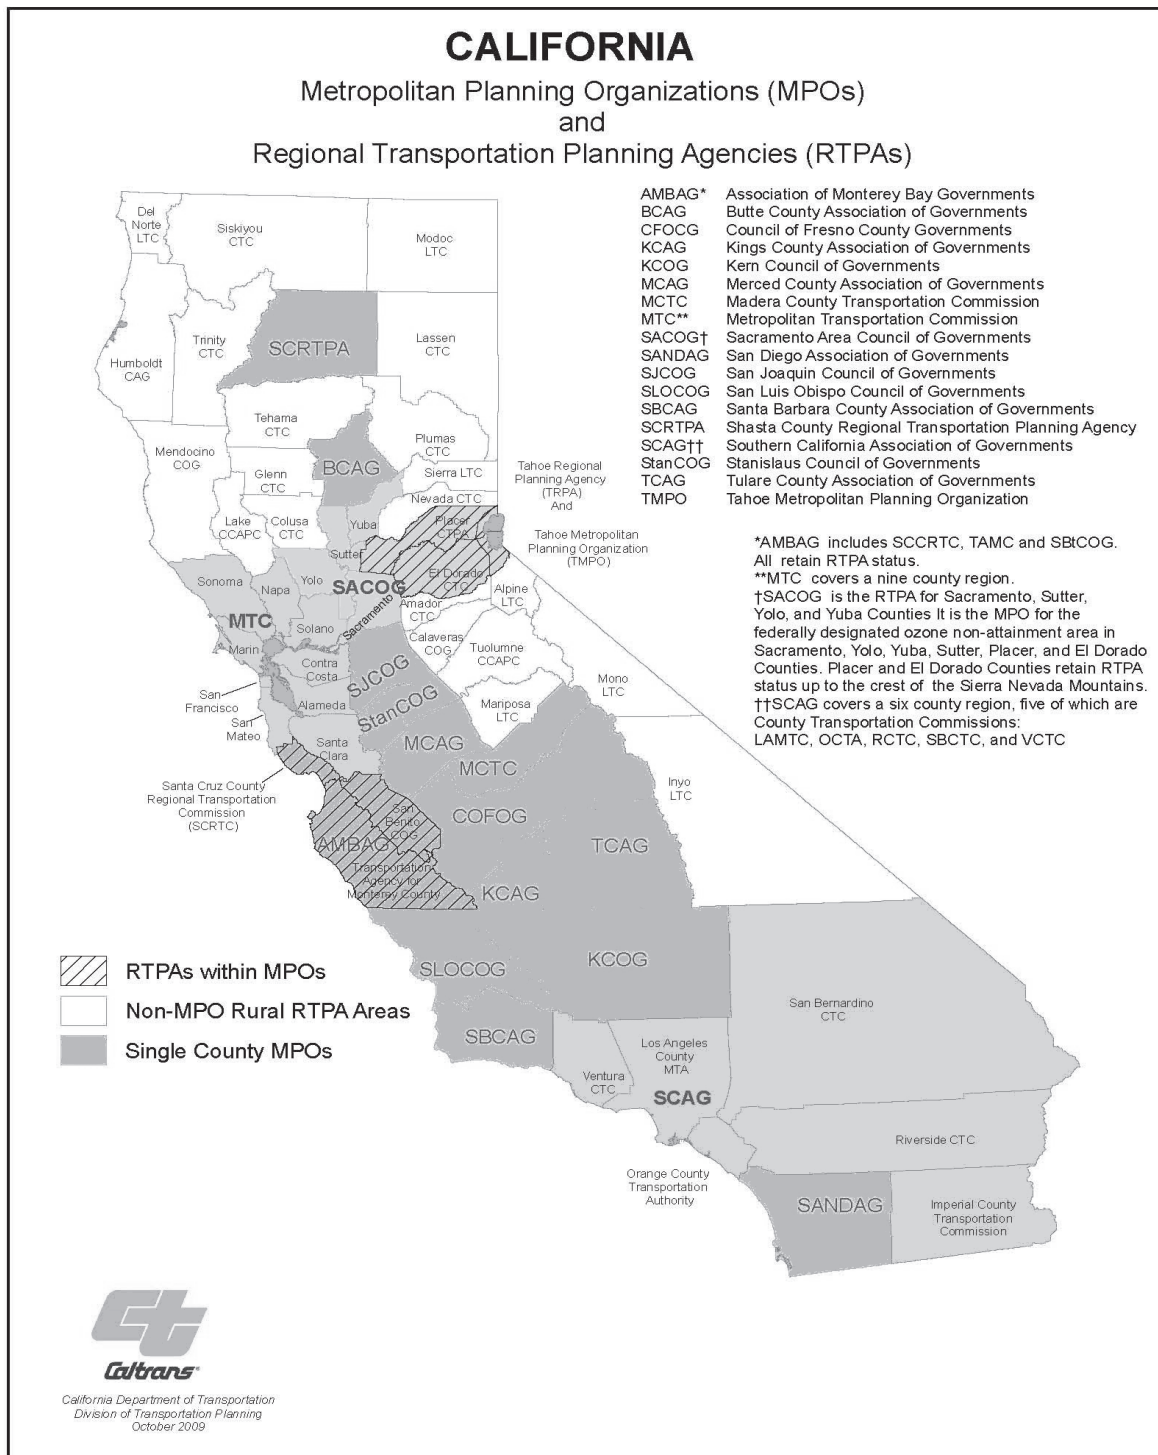 CALIFORNIA
Metropolitan Planning Organizations (MPOs)
and
Regional Transportation Planning Agencies (RTPAs)
AMBAG* Association of Monterey Bay Governments
BCAG Butte County Association of Governments
CFOCG Council of Fresno County Governments
KCAG Kings County Association of Governments
KCOG Kern Council of Governments
MCAG Merced County Association of Governments
MCTC Madera County Transportation Commission
MTC** Metropolitan Transportation Commission
SACOG† Sacramento Area Council of Governments
SANDAG San Diego Association of Governments
SJCOG San Joaquin Council of Governments
SLOCOG San Luis Obispo Council of Governments
SBCAG Santa Barbara County Association of Governments
SCRTPA Shasta County Regional Transportation Planning Agency
SCAG†† Southern California Association of Governments
StanCOG Stanislaus Council of Governments
TCAG Tulare County Association of Governments
TMPO Tahoe Metropolitan Planning Organization
*AMBAG includes SCCRTC, TAMC and SBtCOG.
All retain RTPA status.
**MTC covers a nine county region.
†SACOG is the RTPA for Sacramento, Sutter,
Yolo, and Yuba Counties It is the MPO for the
federally designated ozone non-attainment area in
Sacramento, Yolo, Yuba, Sutter, Placer, and El Dorado
Counties. Placer and El Dorado Counties retain RTPA
status up to the crest of the Sierra Nevada Mountains.
††SCAG covers a six county region, five of which are
County Transportation Commissions:
LAMTC, OCTA, RCTC, SBCTC, and VCTC
Del
Norte
LTC
Siskiyou
CTC
Modoc
LTC
Humboldt
CAG
Trinity
CTC
SCRTPA
Lassen
CTC
Tehama
CTC
Plumas
CTC
Mendocino
COG
Glenn
CTC
BCAG
Sierra LTC
Nevada CTC
Tahoe Regional
Planning Agency
(TRPA)
And
Tahoe Metropolitan
Planning Organization
(TMPO)
Lake
CCAPC
Colusa
CTC
Yuba
Sutter
Placer
CTPA
El Dorado
CTC
Sonoma
Napa
Yolo
SACOG
Sacramento
MTC
Solano
Marin
Amador
CTC
Alpine
LTC
Calaveras
COG
Tuolumne
CCAPC
Mono
LTC
Contra
Costa
San
Francisco
Alameda
San
Mateo
Santa
Clara
SJCOG
StanCOG
Mariposa
LTC
MCAG
MCTC
Santa Cruz County
Regional Transportation
Commission
(SCRTC)
San
Benito
COG
AMBAG
Transportation
Agency for
Monterey County
COFOG
TCAG
Inyo
LTC
KCAG
SLOCOG
KCOG
SBCAG
San Bernardino
CTC
Los Angeles
County
MTA
Ventura
CTC
SCAG
Riverside CTC
Orange County
Transportation
Authority
SANDAG
Imperial County
Transportation
Commission
RTPAs within MPOs
Non-MPO Rural RTPA Areas
Single County MPOs
ct
Caltrans®
California Department of Transportation
Division of Transportation Planning
October 2009